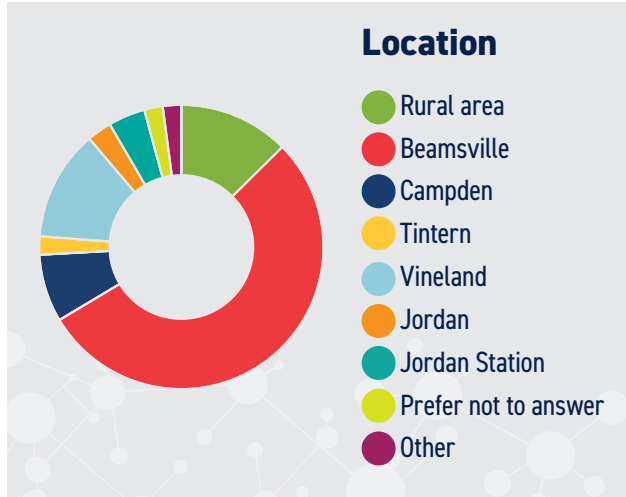 Location
Rural area
Beamsville
Campden
Tintern
Vineland
Jordan
Jordan Station
Prefer not to answer
Other